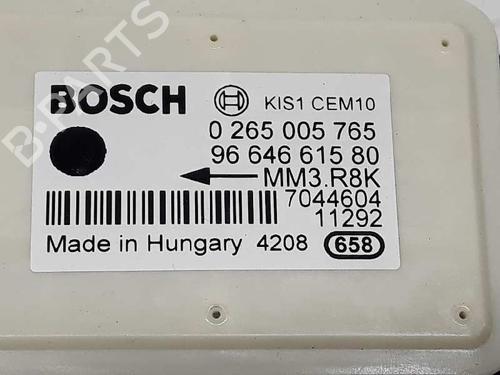 BOSCH KIS1 CEM10
0 265 005 765
96 646 615 80
MM3.R8K
7044604
11292
Made in Hungary 4208 658
B-PARTS